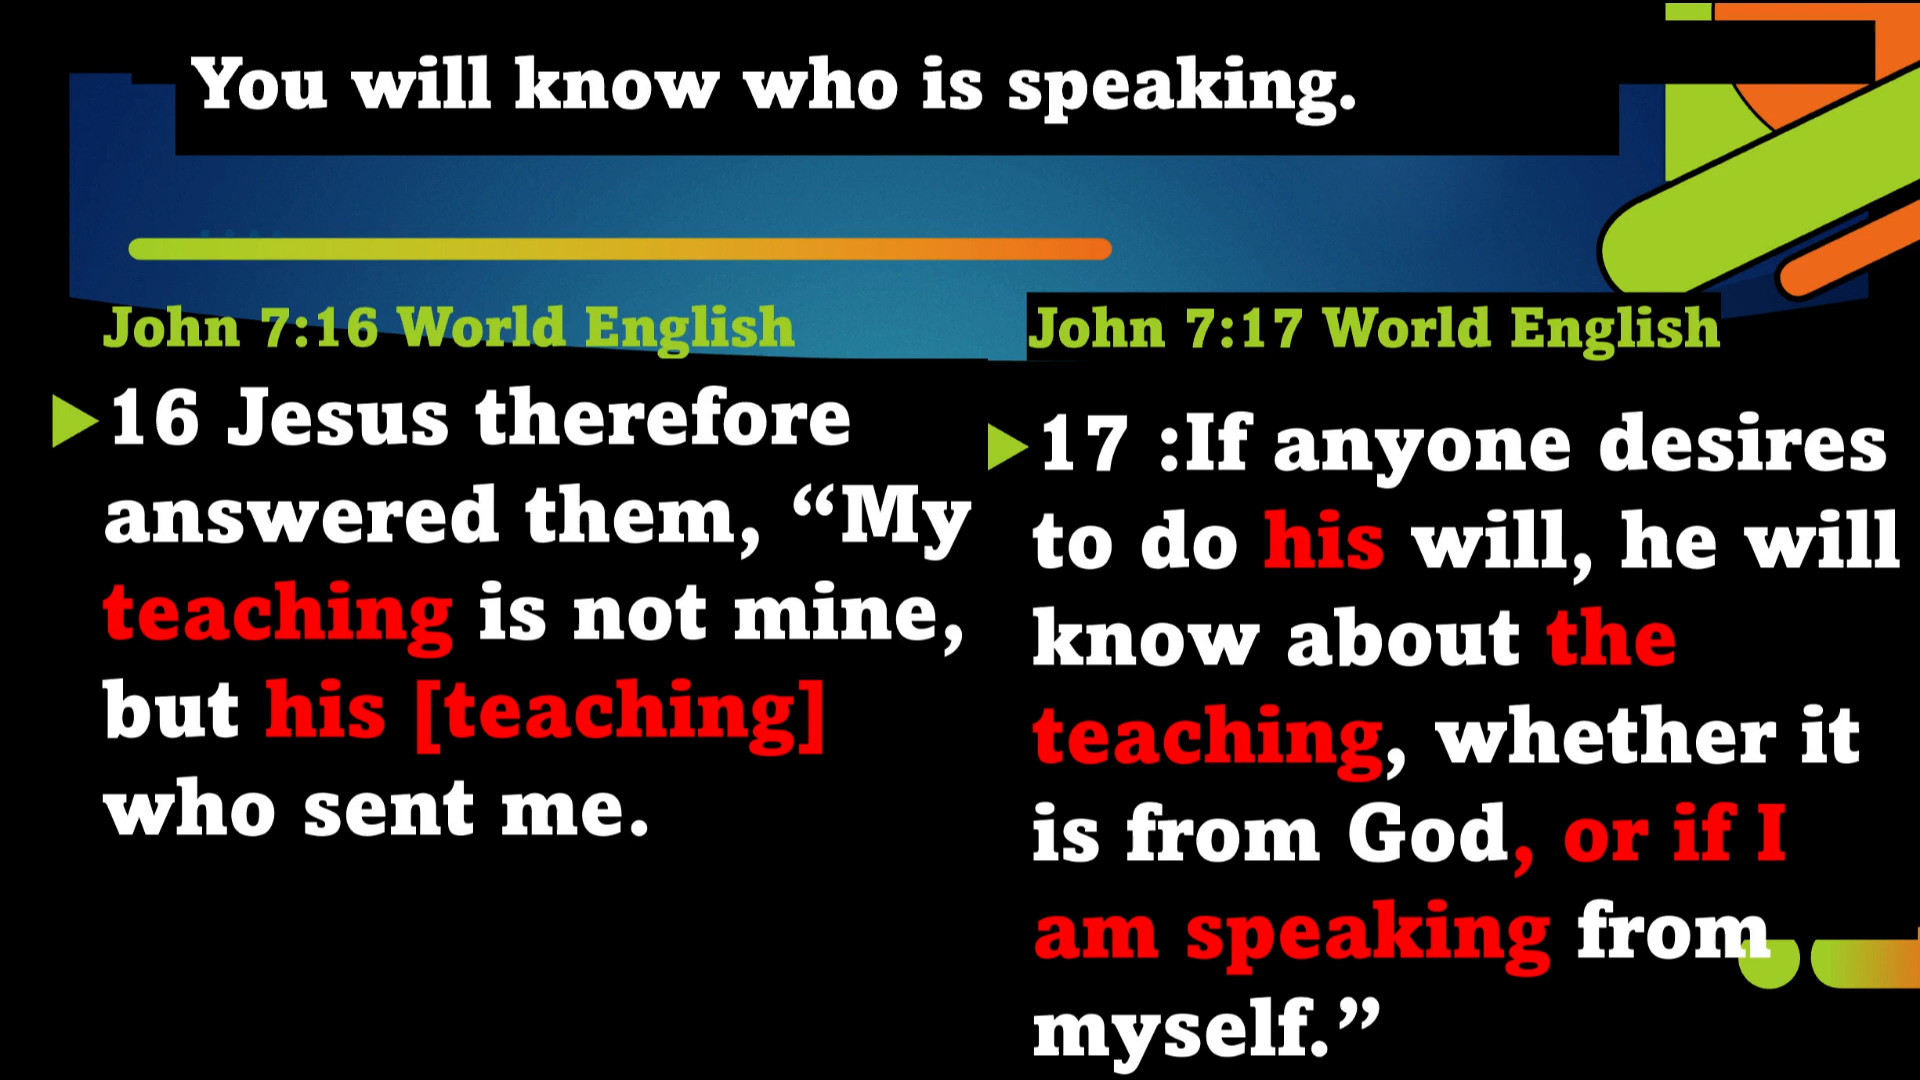 You will know who is speaking.
John 7:16 World English
16 Jesus therefore
answered them, “My
teaching is not mine,
but his [teaching]
who sent me.
John 7:17 World English
17 :If anyone desires
to do his will, he will
know about the
teaching, whether it
is from God, or if I
am speaking from
myself.”